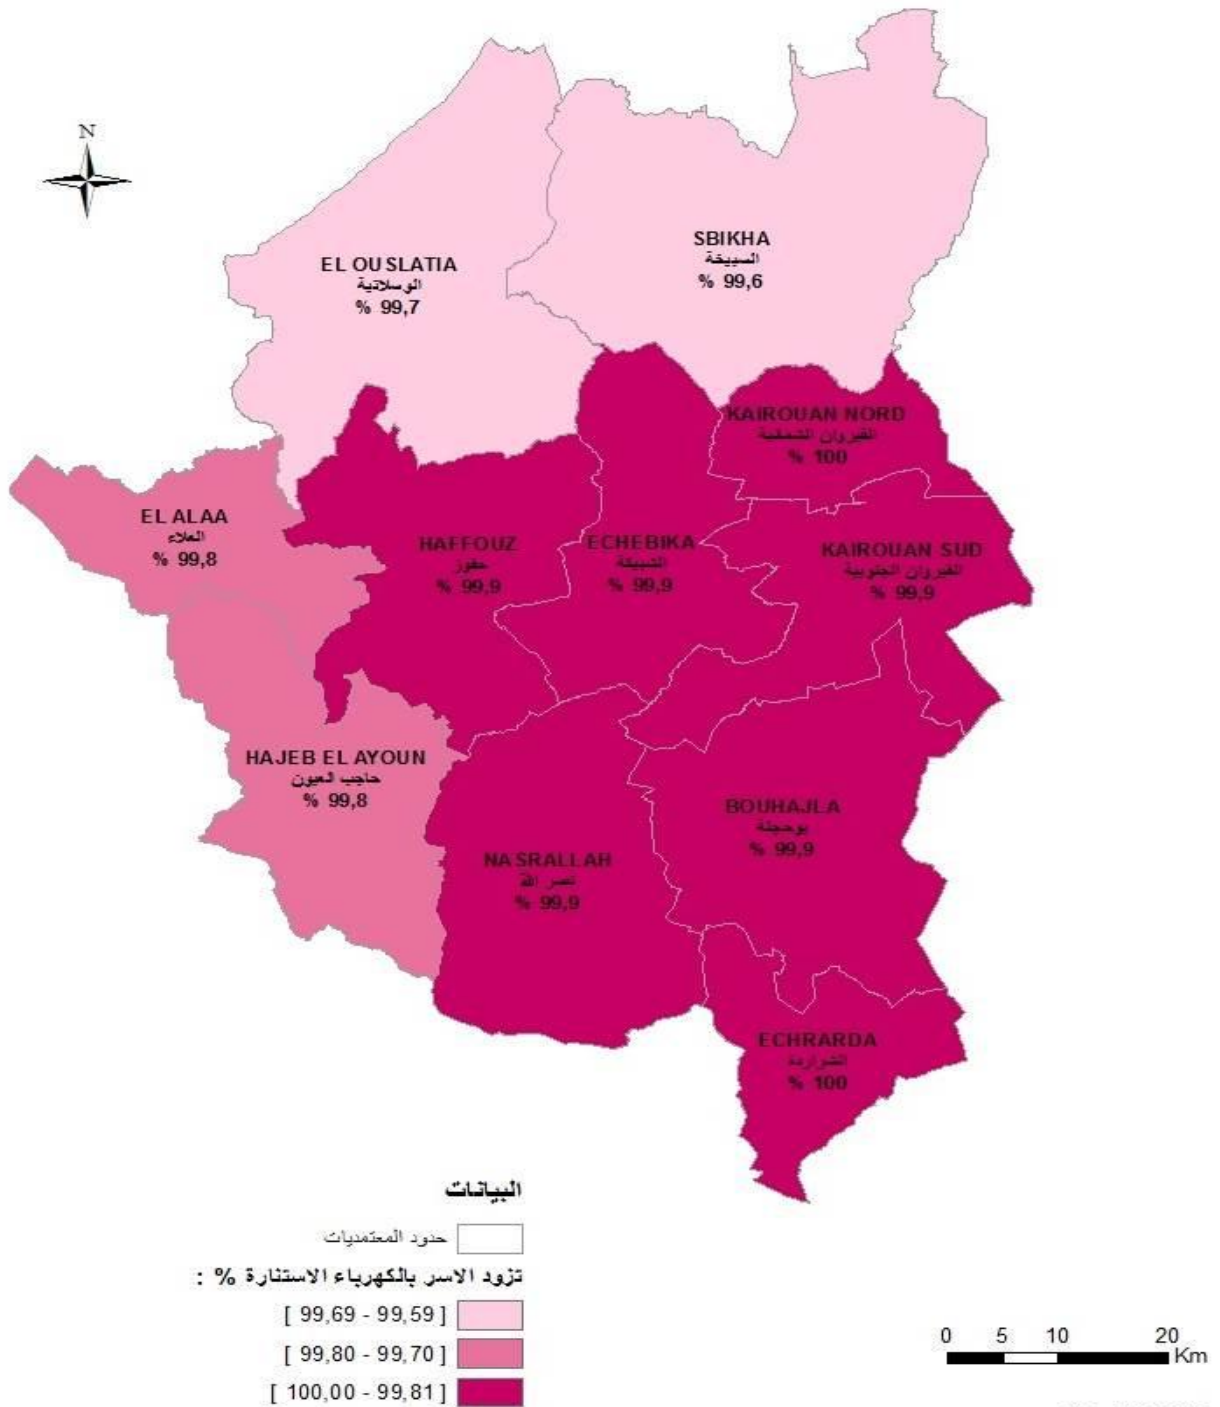 N
SBIKHA
السبيخة
% 99,6
EL OUSLATIA
الوسلاتية
% 99,7
KAIROUAN NORD
القيروان الشمالية
% 100
EL ALAA
العلاء
% 99,8
HAFFOUZ
حفوز
% 99,9
ECHEBIKA
الشبيكة
% 99,9
KAIROUAN SUD
القيروان الجنوبية
% 99,9
HAJEB EL AYOUN
حاجب العيون
% 99,8
BOUHAJLA
بوحجلة
% 99,9
NASRALLAH
نصر الله
% 99,9
ECHRARDA
الشراردة
% 100
البيانات
حدود المعتمديات
تزود الاسر بالكهرباء الاستنارة % :
[ 99,69 - 99,59 ]
[ 99,80 - 99,70 ]
[ 100,00 - 99,81 ]
0 5 10 20
Km